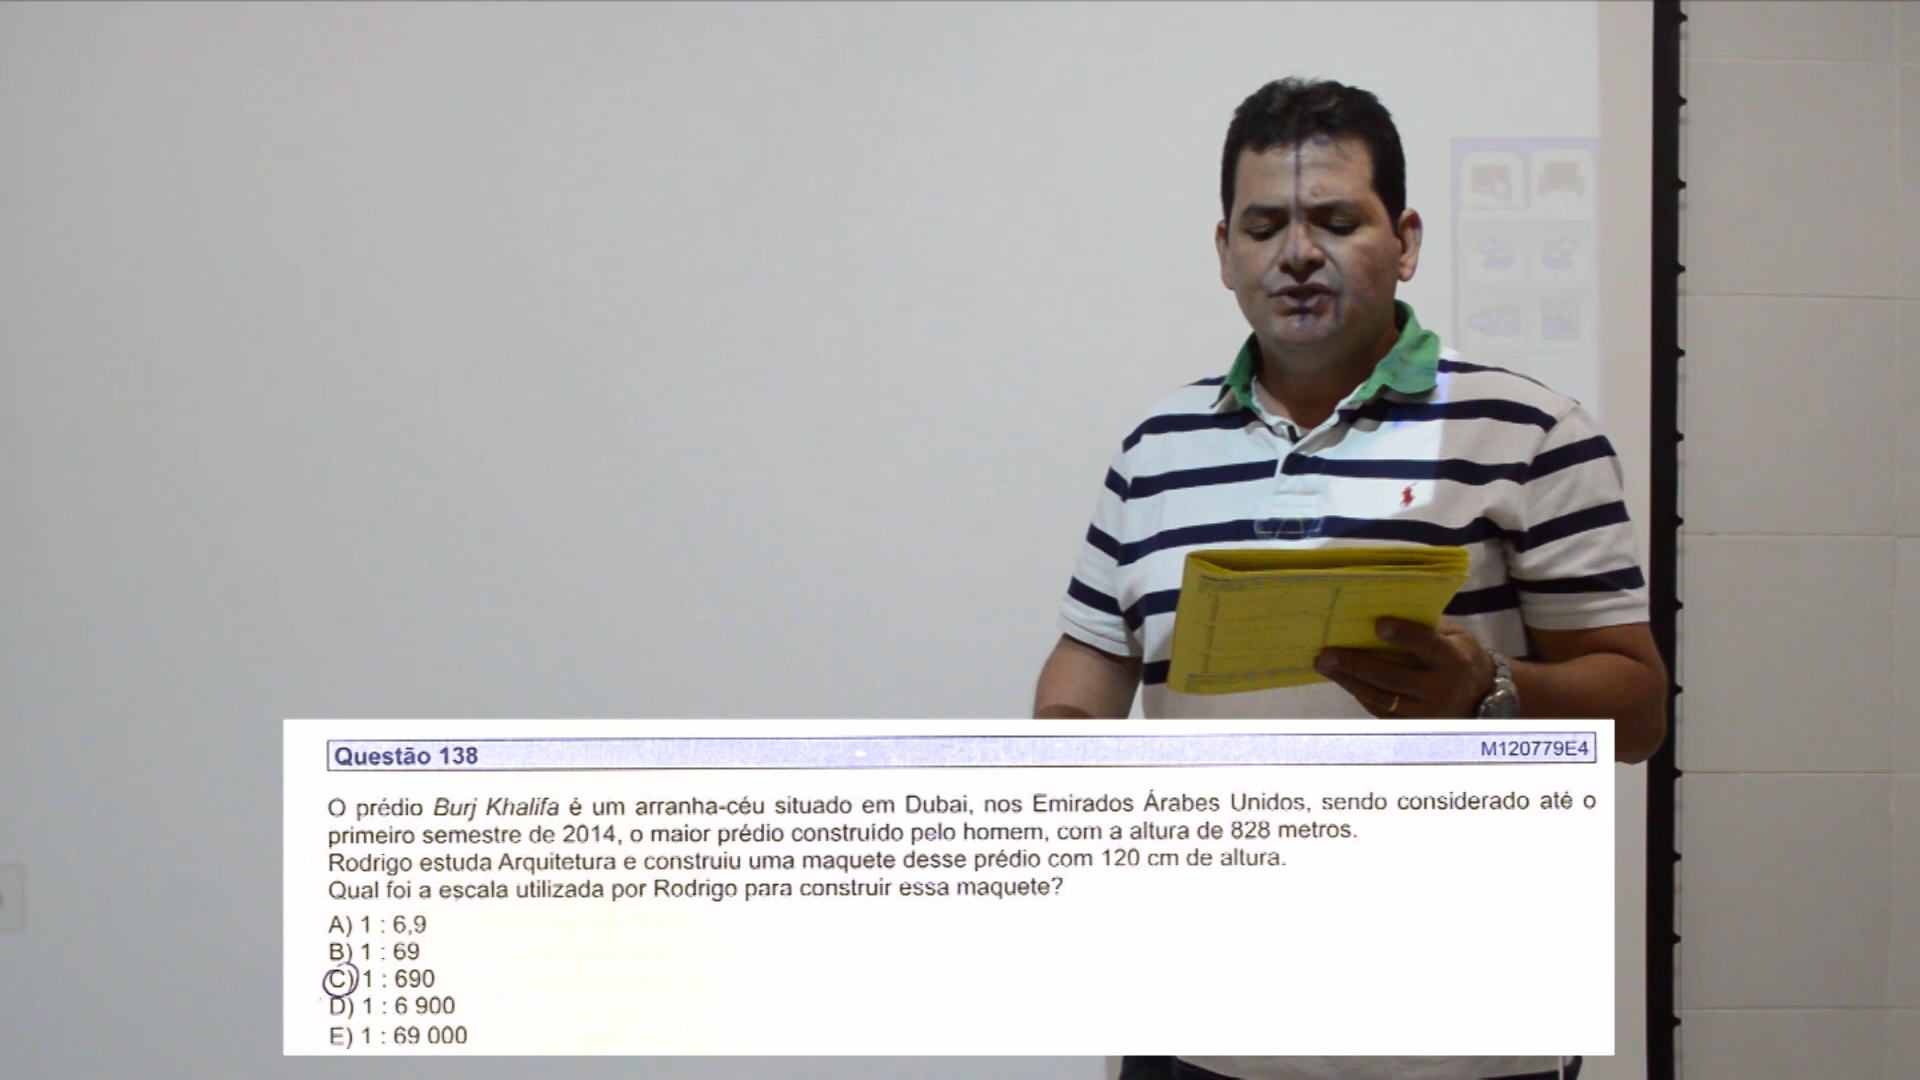 Questão 138
M120779E4
O prédio Burj Khalifa é um arranha-céu situado em Dubai, nos Emirados Árabes Unidos, sendo considerado até o
primeiro semestre de 2014, o maior prédio construído pelo homem, com a altura de 828 metros.
Rodrigo estuda Arquitetura e construiu uma maquete desse prédio com 120 cm de altura.
Qual foi a escala utilizada por Rodrigo para construir essa maquete?
A) 1 : 6,9
B) 1 : 69
C) 1 : 690
D) 1 : 6 900
E) 1 : 69 000